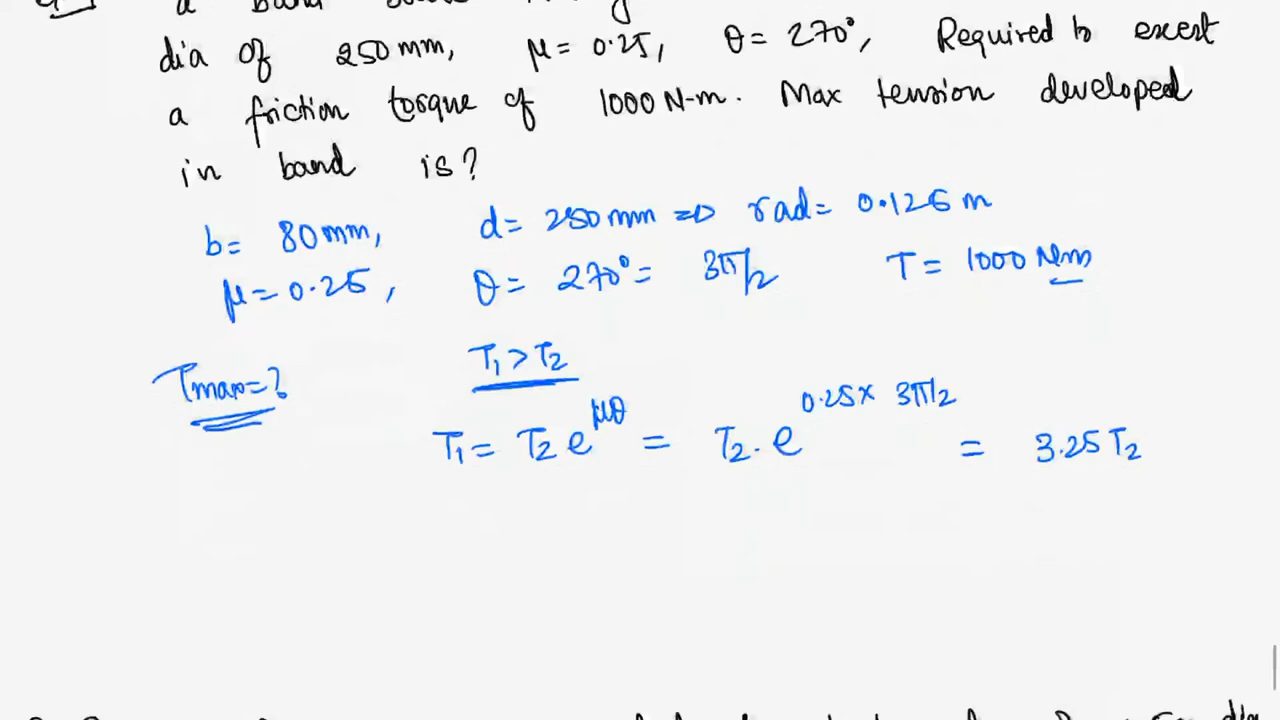 a band
dia of 250 mm, μ = 0.25, θ = 270°, Required to exert
a friction torque of 1000 N-m. Max tension developed
in band is?
b = 80 mm, d = 250 mm => rad = 0.125 m
μ = 0.25, θ = 270° = 3π/2 T = 1000 N-m
T₁ > T₂
Tmax = ?
T₁ = T₂ e^μθ = T₂ . e^0.25 × 3π/2 = 3.25 T₂